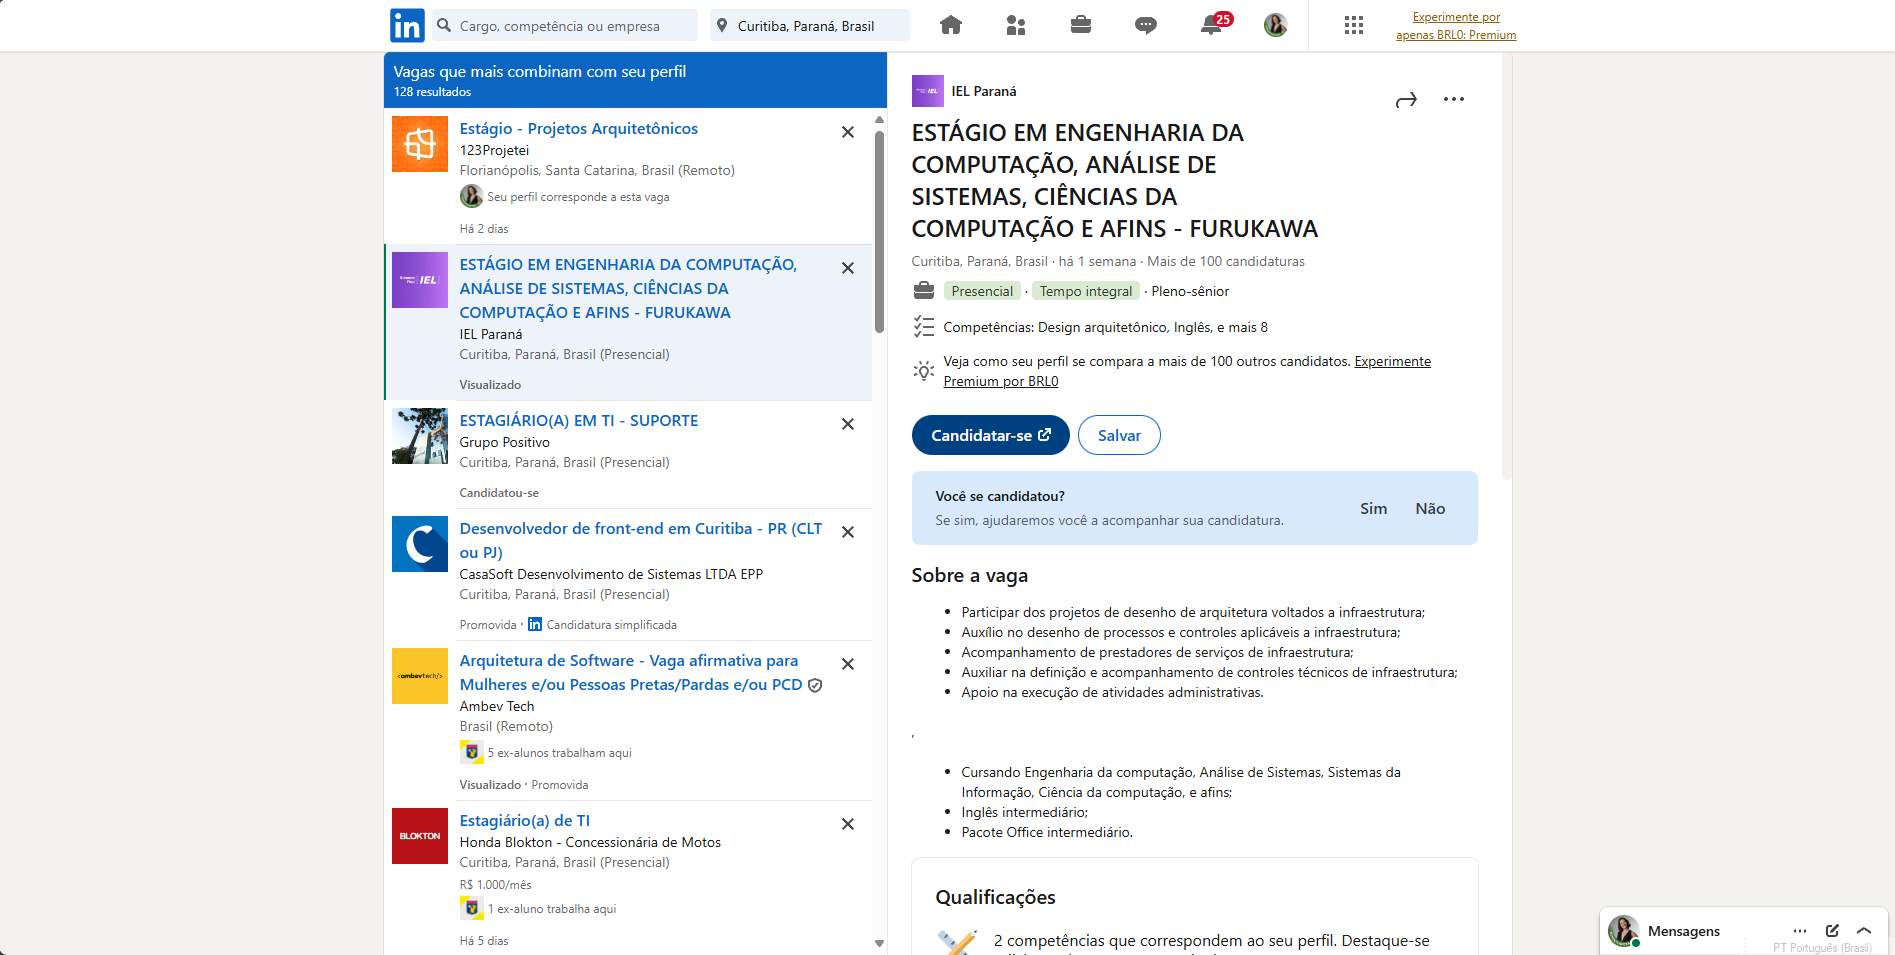 in
Cargo, competência ou empresa
Curitiba, Paraná, Brasil
25
Experimente por
apenas BRL0: Premium
Vagas que mais combinam com seu perfil
128 resultados
Estágio - Projetos Arquitetônicos
123Projetei
Florianópolis, Santa Catarina, Brasil (Remoto)
Seu perfil corresponde a esta vaga
Há 2 dias
IEL
ESTÁGIO EM ENGENHARIA DA COMPUTAÇÃO,
ANÁLISE DE SISTEMAS, CIÊNCIAS DA
COMPUTAÇÃO E AFINS - FURUKAWA
IEL Paraná
Curitiba, Paraná, Brasil (Presencial)
Visualizado
ESTAGIÁRIO(A) EM TI - SUPORTE
Grupo Positivo
Curitiba, Paraná, Brasil (Presencial)
Candidatou-se
Desenvolvedor de front-end em Curitiba - PR (CLT
ou PJ)
CasaSoft Desenvolvimento de Sistemas LTDA EPP
Curitiba, Paraná, Brasil (Presencial)
Promovida · in Candidatura simplificada
<ambevtech/>
Arquitetura de Software - Vaga afirmativa para
Mulheres e/ou Pessoas Pretas/Pardas e/ou PCD
Ambev Tech
Brasil (Remoto)
5 ex-alunos trabalham aqui
Visualizado · Promovida
BLOKTON
Estagiário(a) de TI
Honda Blokton - Concessionária de Motos
Curitiba, Paraná, Brasil (Presencial)
R$ 1.000/mês
1 ex-aluno trabalha aqui
Há 5 dias
IEL
IEL Paraná
ESTÁGIO EM ENGENHARIA DA
COMPUTAÇÃO, ANÁLISE DE
SISTEMAS, CIÊNCIAS DA
COMPUTAÇÃO E AFINS - FURUKAWA
Curitiba, Paraná, Brasil · há 1 semana · Mais de 100 candidaturas
Presencial · Tempo integral · Pleno-sênior
Competências: Design arquitetônico, Inglês, e mais 8
Veja como seu perfil se compara a mais de 100 outros candidatos. Experimente
Premium por BRL0
Candidatar-se
Salvar
Você se candidatou?
Se sim, ajudaremos você a acompanhar sua candidatura.
Sim
Não
Sobre a vaga
• Participar dos projetos de desenho de arquitetura voltados a infraestrutura;
• Auxílio no desenho de processos e controles aplicáveis a infraestrutura;
• Acompanhamento de prestadores de serviços de infraestrutura;
• Auxiliar na definição e acompanhamento de controles técnicos de infraestrutura;
• Apoio na execução de atividades administrativas.
,
• Cursando Engenharia da computação, Análise de Sistemas, Sistemas da
Informação, Ciência da computação, e afins;
• Inglês intermediário;
• Pacote Office intermediário.
Qualificações
2 competências que correspondem ao seu perfil. Destaque-se
Mensagens
PT Português (Brasil)